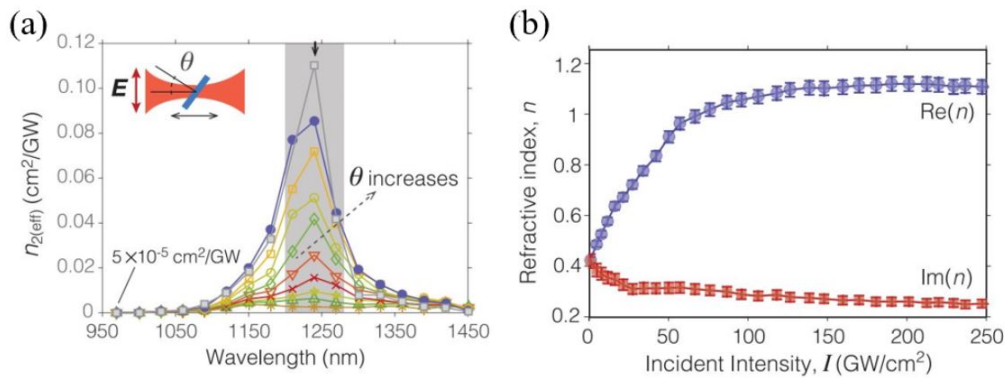 (a)
n2(eff) (cm²/GW)
0.12
0.10
0.08
0.06
0.04
0.02
0
θ
E
θ increases
5×10⁻⁵ cm²/GW
950 1050 1150 1250 1350 1450
Wavelength (nm)
(b)
Refractive index, n
1.2
1.0
0.8
0.6
0.4
0.2
Re(n)
Im(n)
0 50 100 150 200 250
Incident Intensity, I (GW/cm²)